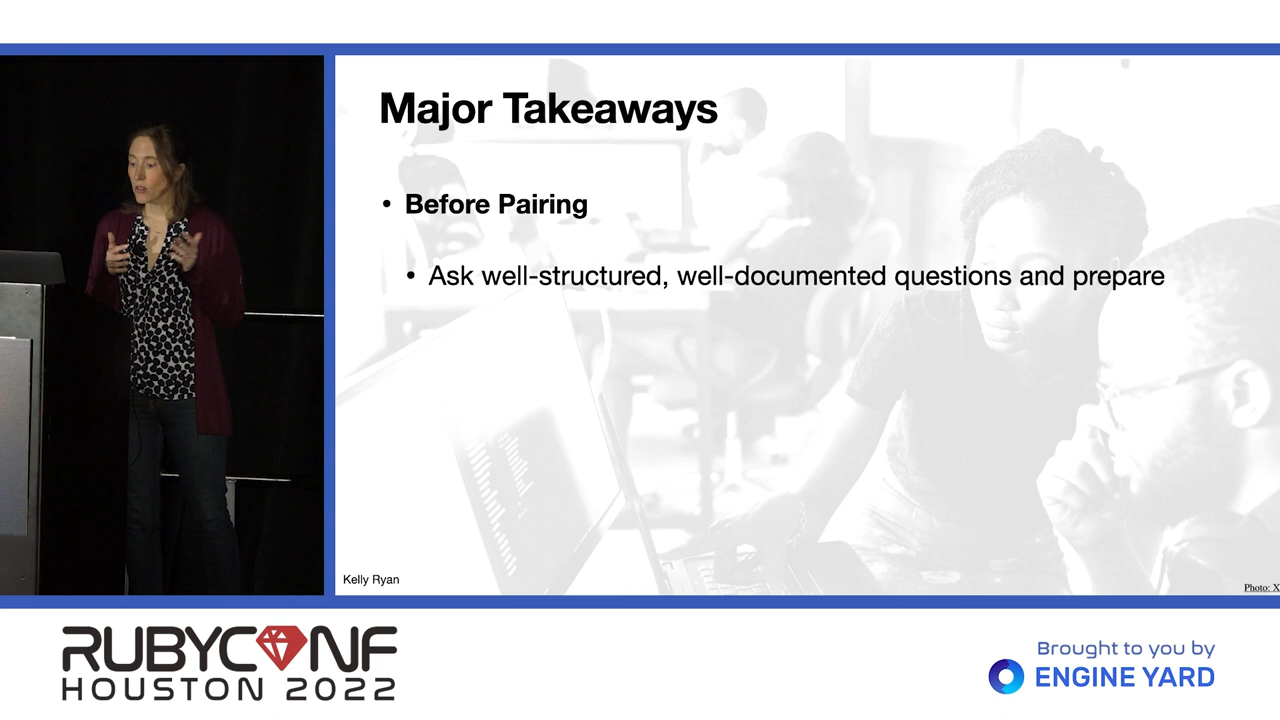 Major Takeaways
• Before Pairing
• Ask well-structured, well-documented questions and prepare
Kelly Ryan
Photo: X
RUBYCONF
HOUSTON 2022
Brought to you by
ENGINE YARD